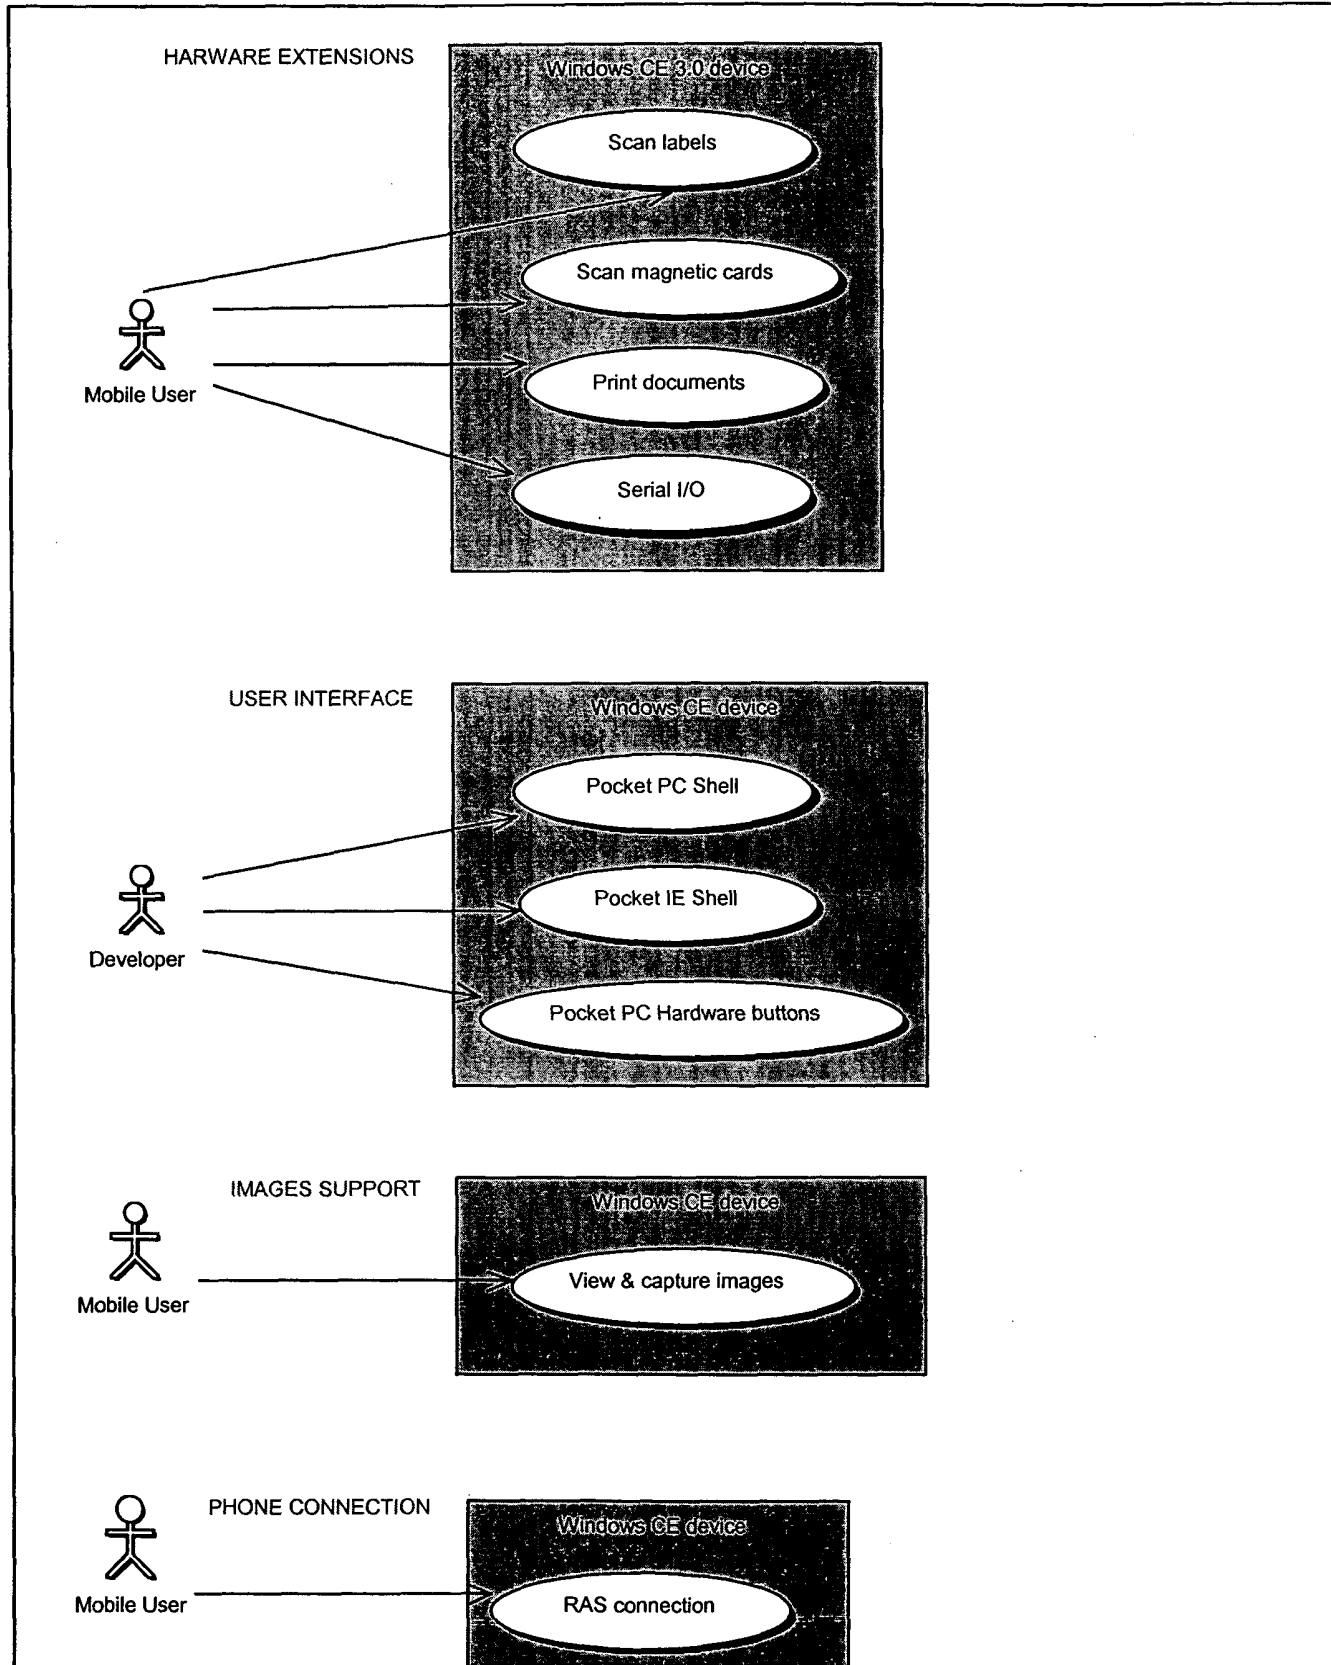 HARWARE EXTENSIONS
Windows CE 3.0 device
Scan labels
Scan magnetic cards
Print documents
Serial I/O
Mobile User
USER INTERFACE
Windows CE device
Pocket PC Shell
Pocket IE Shell
Pocket PC Hardware buttons
Developer
IMAGES SUPPORT
Windows CE device
View & capture images
Mobile User
PHONE CONNECTION
Windows CE device
RAS connection
Mobile User